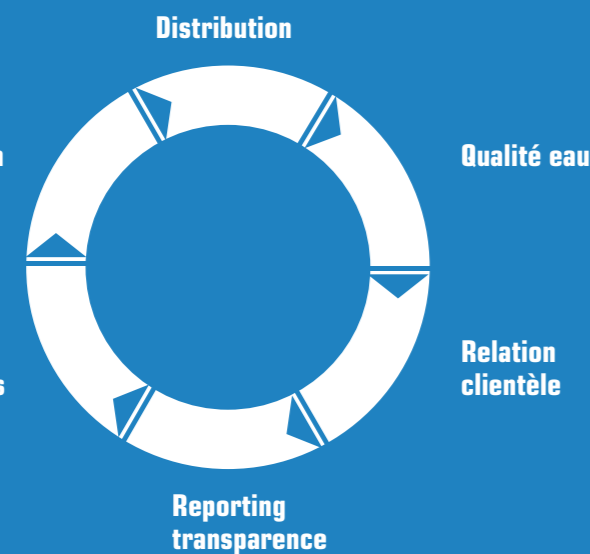 Distribution
Qualité eau
Relation
clientèle
Reporting
transparence